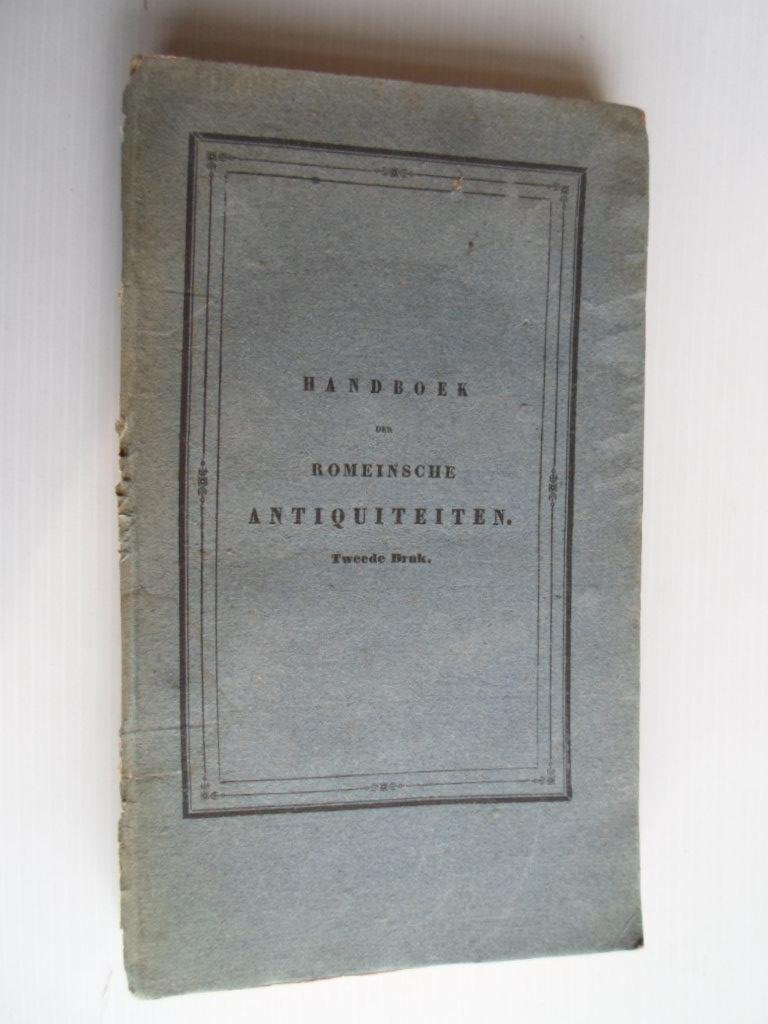 HANDBOEK
DER
ROMEINSCHE
ANTIQUITEITEN.
Tweede Druk.